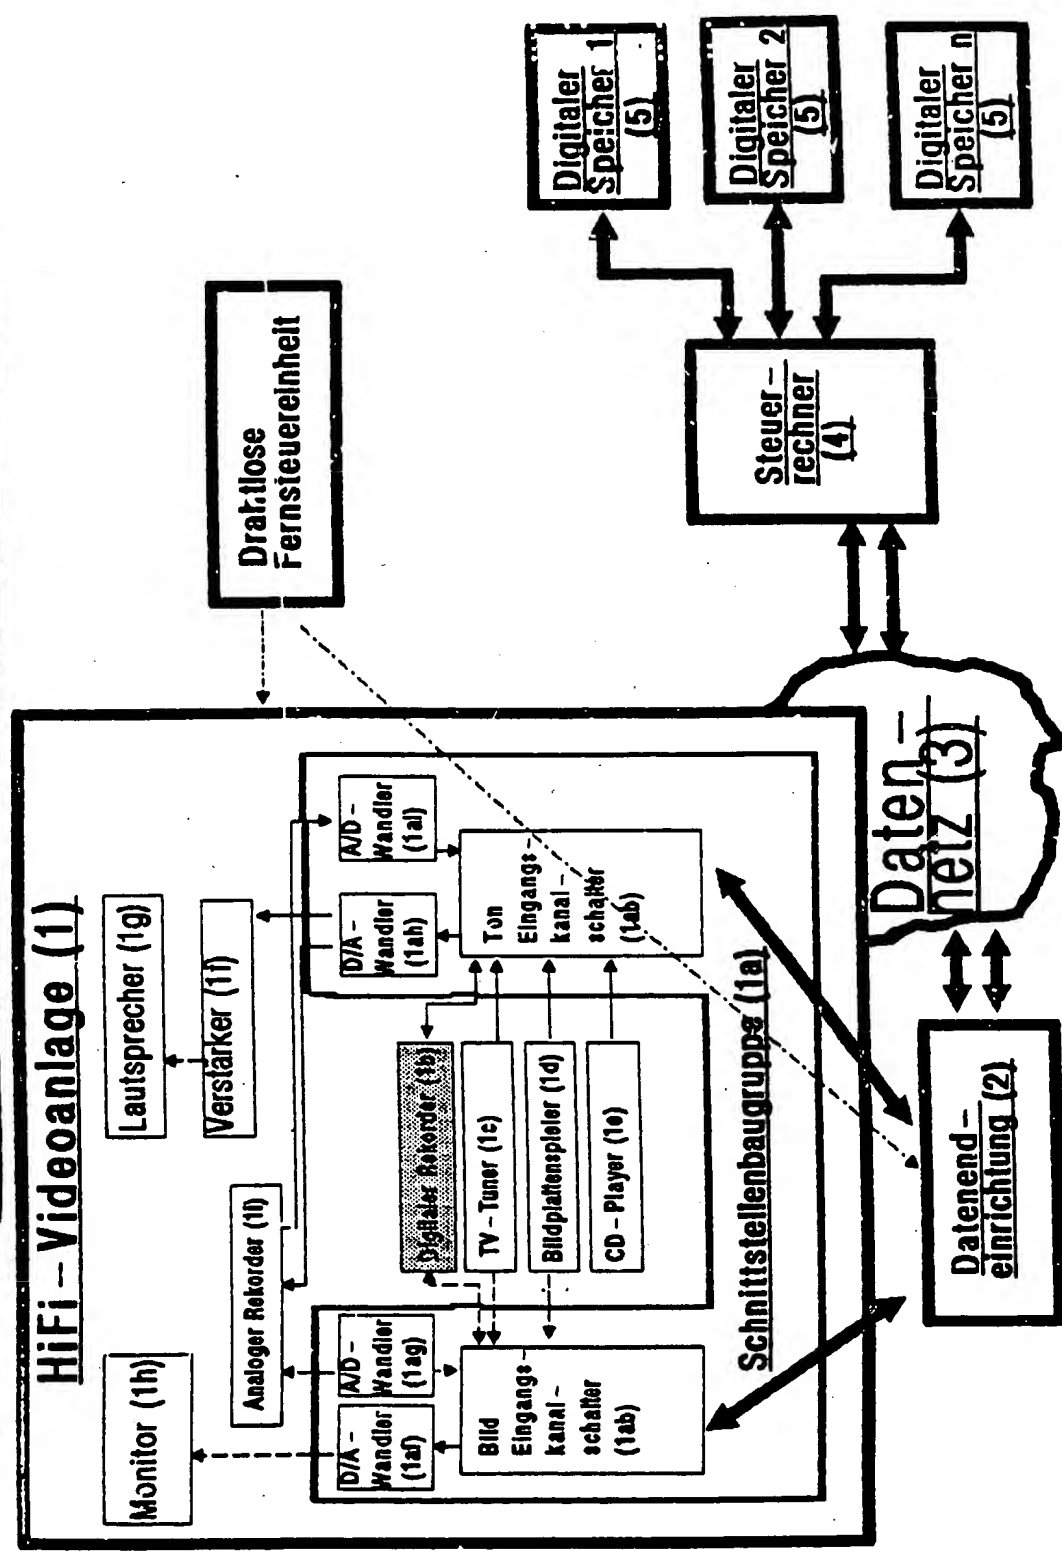 HiFi – Videoanlage (1)
Monitor (1h)
Lautsprecher (1g)
Verstärker (1f)
Analoger Rekorder (1i)
D/A –
Wandler
(1af)
A/D –
Wandler
(1ag)
D/A –
Wandler
(1ah)
A/D –
Wandler
(1ai)
Bild
Eingangs–
kanal –
schalter
(1ab)
Digitaler Rekorder (1b)
TV – Tuner (1c)
Bildplattenspieler (1d)
CD – Player (1e)
Ton
Eingangs –
kanal –
schalter
(1ab)
Schnittstellenbaugruppe (1a)
Drahtlose
Fernsteuereinheit
Datenend –
einrichtung (2)
Daten –
netz (3)
Steuer –
rechner
(4)
Digitaler
Speicher 1
(5)
Digitaler
Speicher 2
(5)
Digitaler
Speicher n
(5)